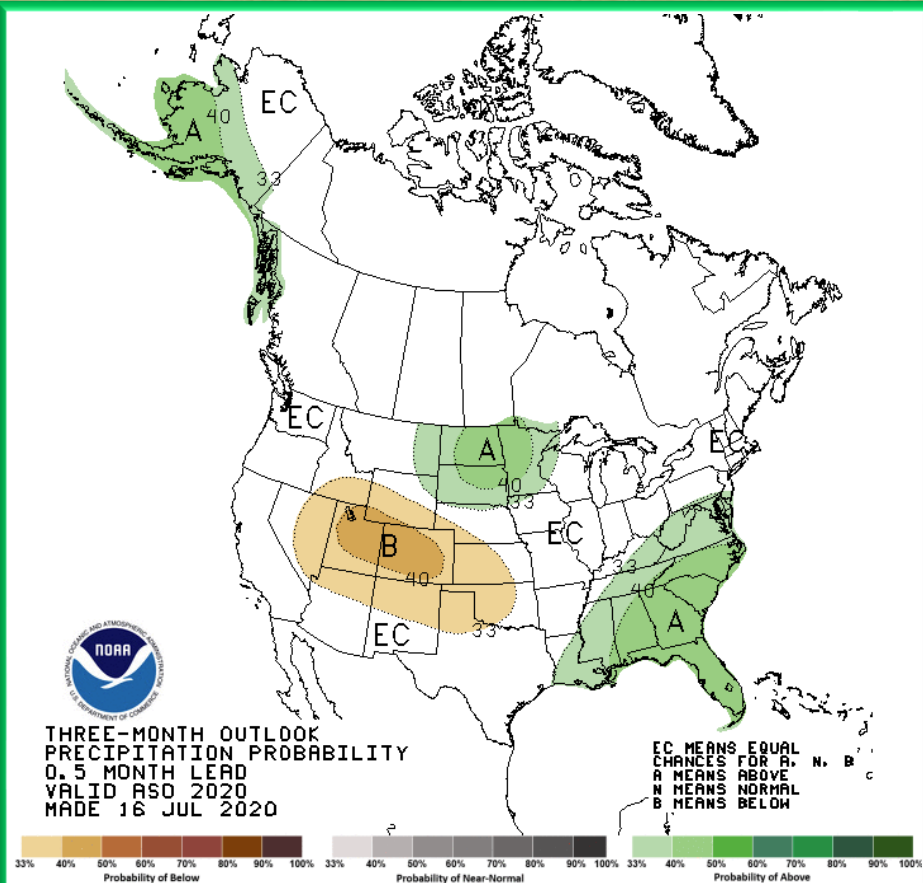 EC
A
40
33
EC
A
40
33
EC
B
40
33
EC
EC
33
40
A
NATIONAL OCEANIC AND ATMOSPHERIC ADMINISTRATION
NOAA
U.S. DEPARTMENT OF COMMERCE
THREE-MONTH OUTLOOK
PRECIPITATION PROBABILITY
0.5 MONTH LEAD
VALID ASO 2020
MADE 16 JUL 2020
EC MEANS EQUAL
CHANCES FOR A, N, B
A MEANS ABOVE
N MEANS NORMAL
B MEANS BELOW
33% 40% 50% 60% 70% 80% 90% 100%
Probability of Below
33% 40% 50% 60% 70% 80% 90% 100%
Probability of Near-Normal
33% 40% 50% 60% 70% 80% 90% 100%
Probability of Above